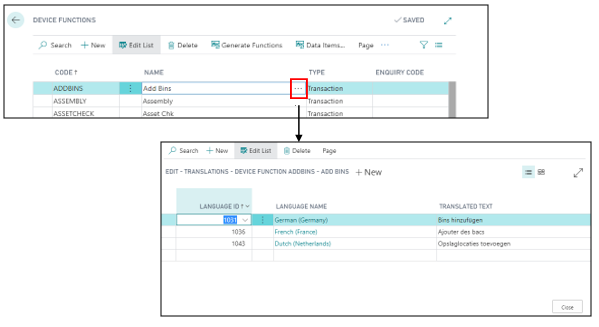 DEVICE FUNCTIONS
SAVED
Search
New
Edit List
Delete
Generate Functions
Data Items...
Page
CODE ↑
NAME
TYPE
ENQUIRY CODE
ADDBINS
Add Bins
Transaction
ASSEMBLY
Assembly
Transaction
ASSETCHECK
Asset Chk
Transaction
Search
New
Edit List
Delete
Page
EDIT - TRANSLATIONS - DEVICE FUNCTION ADDBINS - ADD BINS
New
LANGUAGE ID ↑
LANGUAGE NAME
TRANSLATED TEXT
1031
German (Germany)
Bins hinzufügen
1036
French (France)
Ajouter des bacs
1043
Dutch (Netherlands)
Opslaglocaties toevoegen
Close